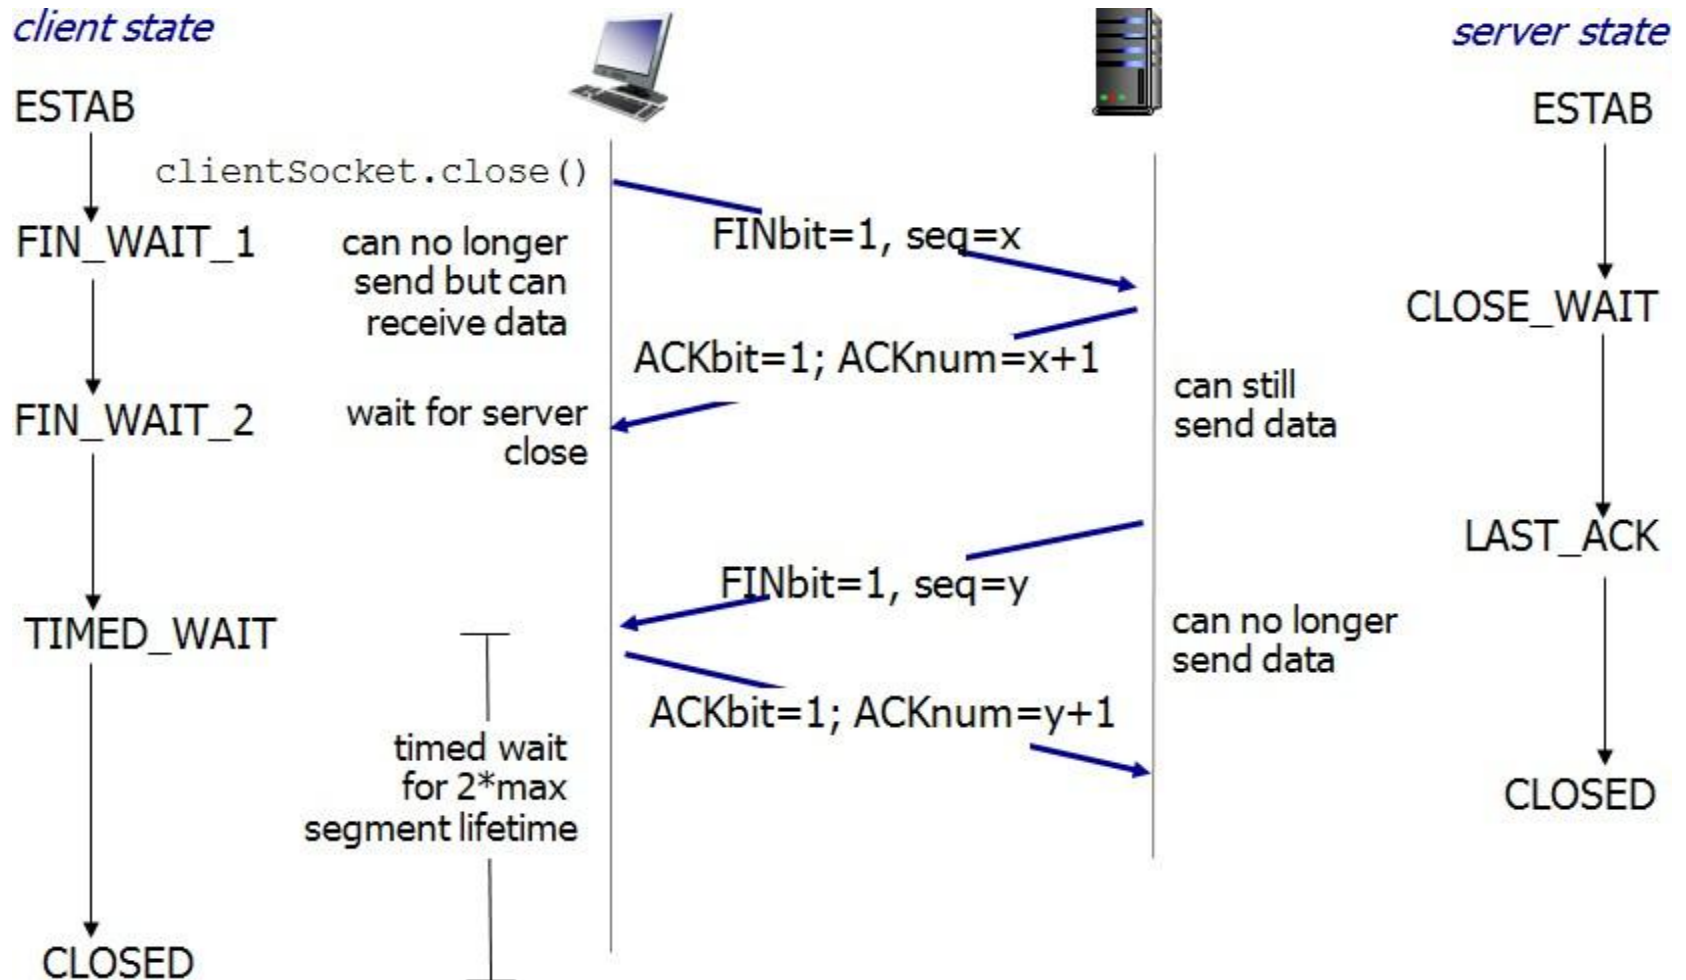 client state
server state
ESTAB
ESTAB
clientSocket.close()
FIN_WAIT_1
can no longer
send but can
receive data
FINbit=1, seq=x
CLOSE_WAIT
ACKbit=1; ACKnum=x+1
can still
send data
FIN_WAIT_2
wait for server
close
LAST_ACK
FINbit=1, seq=y
can no longer
send data
TIMED_WAIT
ACKbit=1; ACKnum=y+1
timed wait
for 2*max
segment lifetime
CLOSED
CLOSED